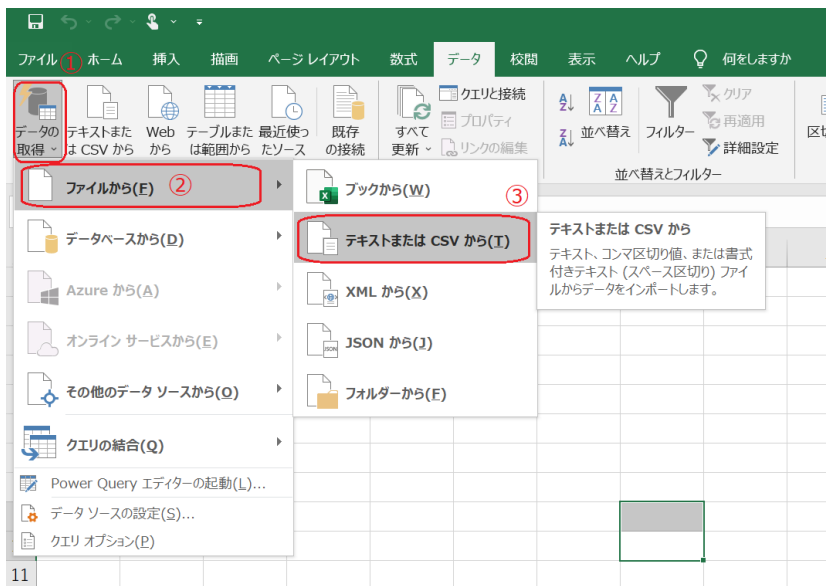 ファイル ① ホーム 挿入 描画 ページ レイアウト 数式 データ 校閲 表示 ヘルプ 何をしますか
データの取得
テキストまたは CSV から
Web から
テーブルまたは範囲から
最近使ったソース
既存の接続
すべて更新
クエリと接続
プロパティ
リンクの編集
並べ替え
フィルター
クリア
再適用
詳細設定
並べ替えとフィルター
ファイルから(F) ②
データベースから(D)
Azure から(A)
オンライン サービスから(E)
その他のデータ ソースから(O)
クエリの結合(Q)
Power Query エディターの起動(L)...
データ ソースの設定(S)...
クエリ オプション(P)
ブックから(W)
③
テキストまたは CSV から(T)
XML から(X)
JSON から(J)
フォルダーから(F)
テキストまたは CSV から
テキスト、コンマ区切り値、または書式
付きテキスト (スペース区切り) ファイ
ルからデータをインポートします。
11